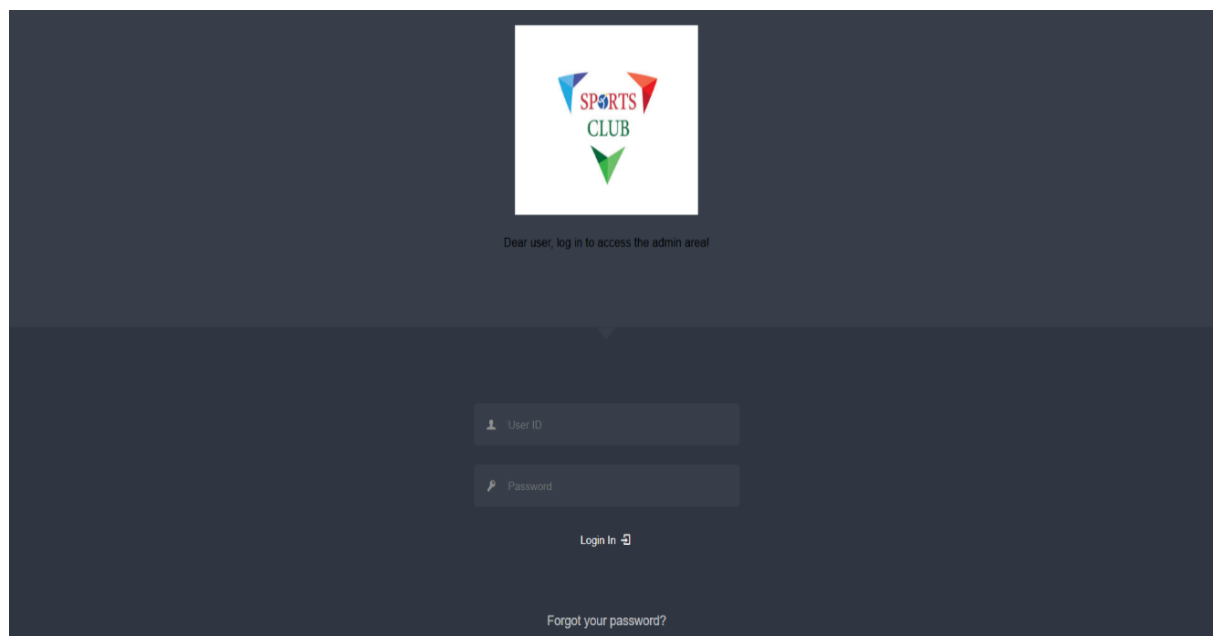 SPORTS
CLUB
Dear user, log in to access the admin area!
User ID
Password
Login In
Forgot your password?